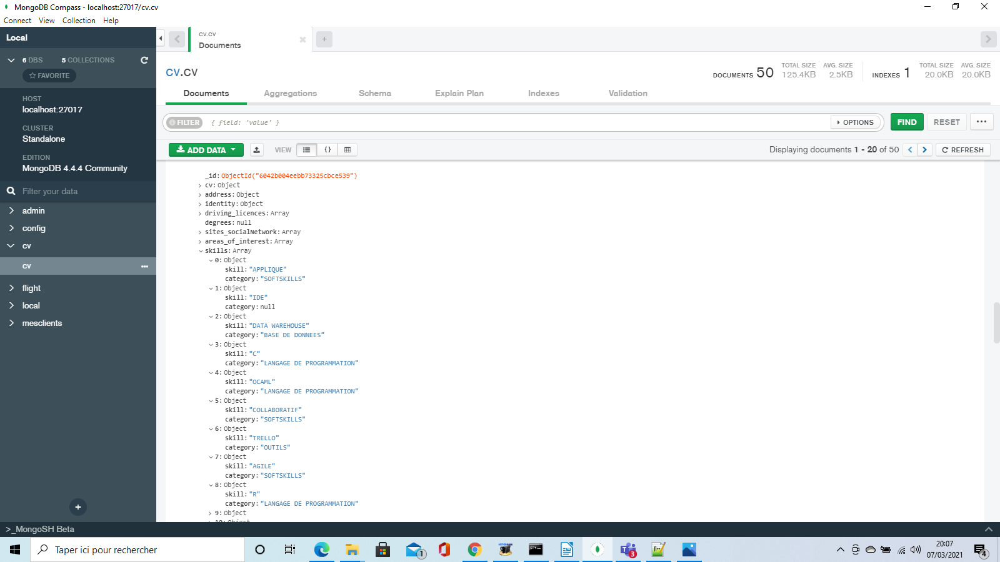 MongoDB Compass - localhost:27017/cv.cv
Connect View Collection Help
Local
6 DBS 5 COLLECTIONS
FAVORITE
HOST
localhost:27017
CLUSTER
Standalone
EDITION
MongoDB 4.4.4 Community
Filter your data
admin
config
cv
cv
flight
local
mesclients
cv.cv
Documents
CV.CV
DOCUMENTS 50 TOTAL SIZE 125.4KB AVG. SIZE 2.5KB INDEXES 1 TOTAL SIZE 20.0KB AVG. SIZE 20.0KB
Documents Aggregations Schema Explain Plan Indexes Validation
FILTER { field: 'value' } OPTIONS FIND RESET ...
ADD DATA VIEW {} Displaying documents 1 - 20 of 50 < > REFRESH
_id: ObjectId("6042b004eebb73325cbce539")
cv: Object
address: Object
identity: Object
driving_licences: Array
degrees: null
sites_socialNetwork: Array
areas_of_interest: Array
skills: Array
0: Object
skill: "APPLIQUE"
category: "SOFTSKILLS"
1: Object
skill: "IDE"
category: null
2: Object
skill: "DATA WAREHOUSE"
category: "BASE DE DONNEES"
3: Object
skill: "C"
category: "LANGAGE DE PROGRAMMATION"
4: Object
skill: "OCAML"
category: "LANGAGE DE PROGRAMMATION"
5: Object
skill: "COLLABORATIF"
category: "SOFTSKILLS"
6: Object
skill: "TRELLO"
category: "OUTILS"
7: Object
skill: "AGILE"
category: "SOFTSKILLS"
8: Object
skill: "R"
category: "LANGAGE DE PROGRAMMATION"
9: Object
10: Object
>_MongoSH Beta
Taper ici pour rechercher
1
3
20:07
07/03/2021
4